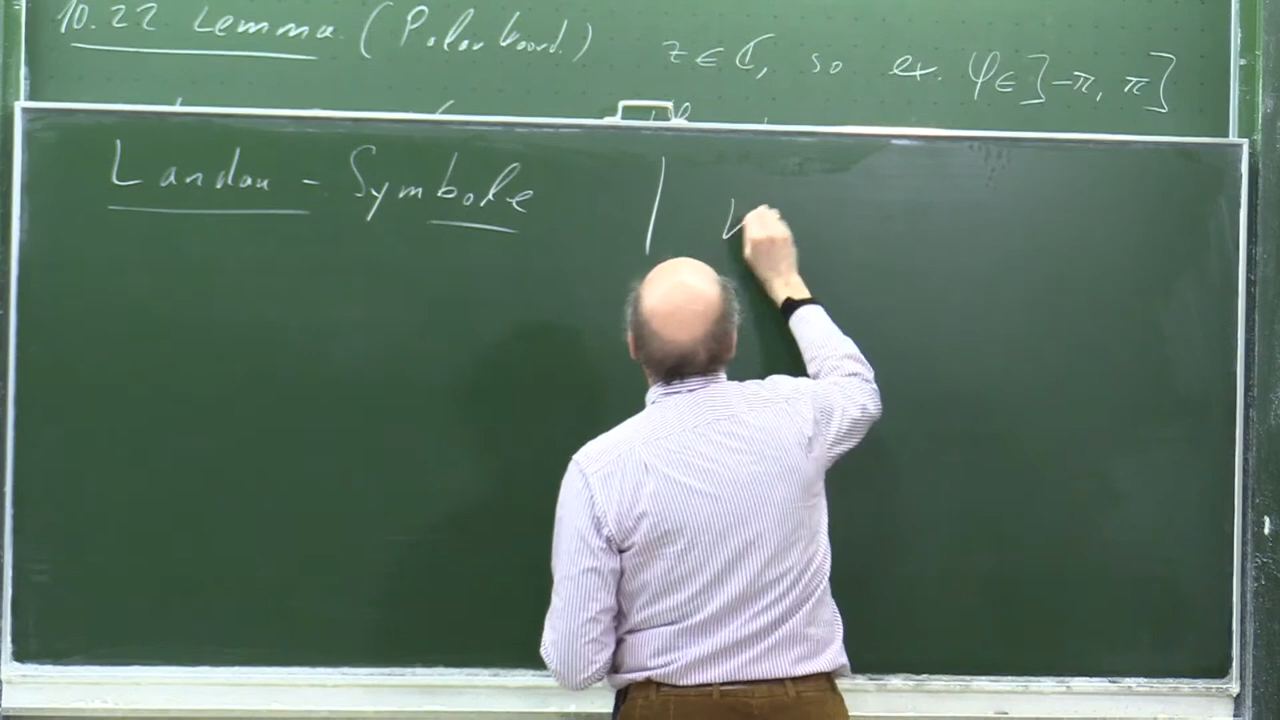 10.22 Lemma (Polarkoord.) z ∈ ℂ, so ex. φ ∈ ]-π, π]
Landau - Symbole |